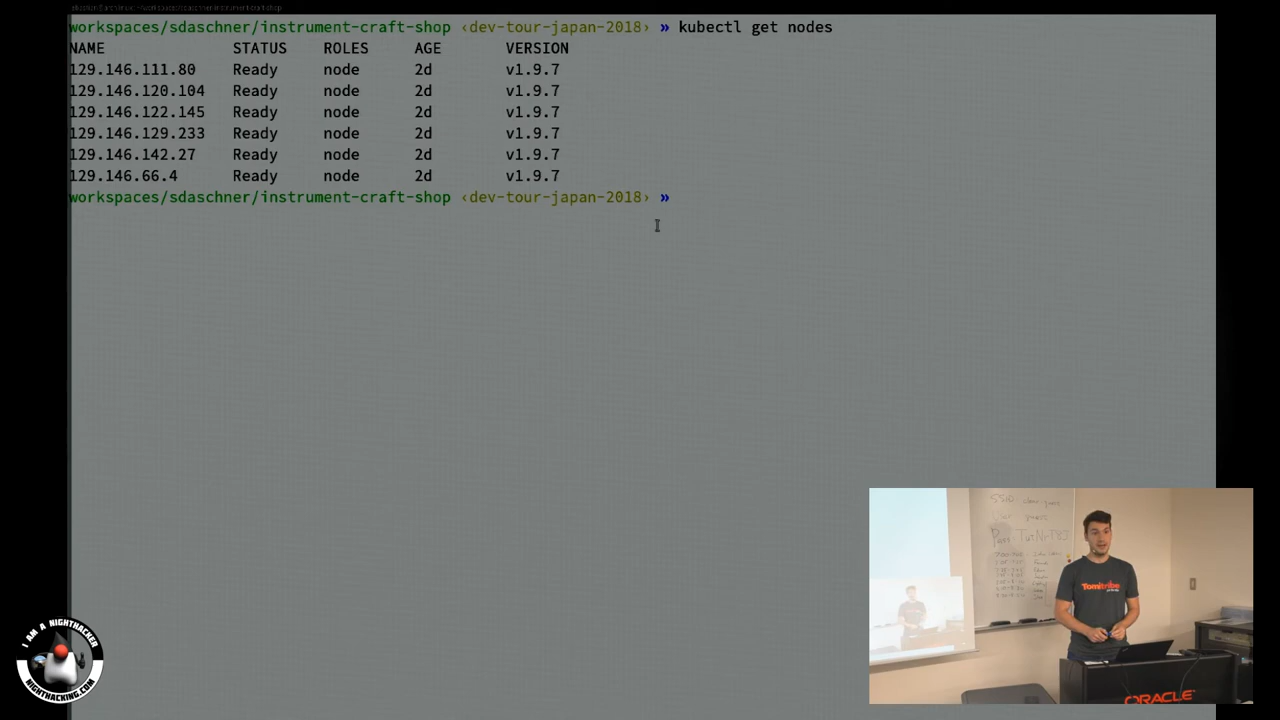 workspaces/sdaschner/instrument-craft-shop ‹dev-tour-japan-2018› » kubectl get nodes
NAME STATUS ROLES AGE VERSION
129.146.111.80 Ready node 2d v1.9.7
129.146.120.104 Ready node 2d v1.9.7
129.146.122.145 Ready node 2d v1.9.7
129.146.129.233 Ready node 2d v1.9.7
129.146.142.27 Ready node 2d v1.9.7
129.146.66.4 Ready node 2d v1.9.7
workspaces/sdaschner/instrument-craft-shop ‹dev-tour-japan-2018› »
SSID
Tomitribe
ORACLE
I AM A NIGHTHACKER
NIGHTHACKING.COM